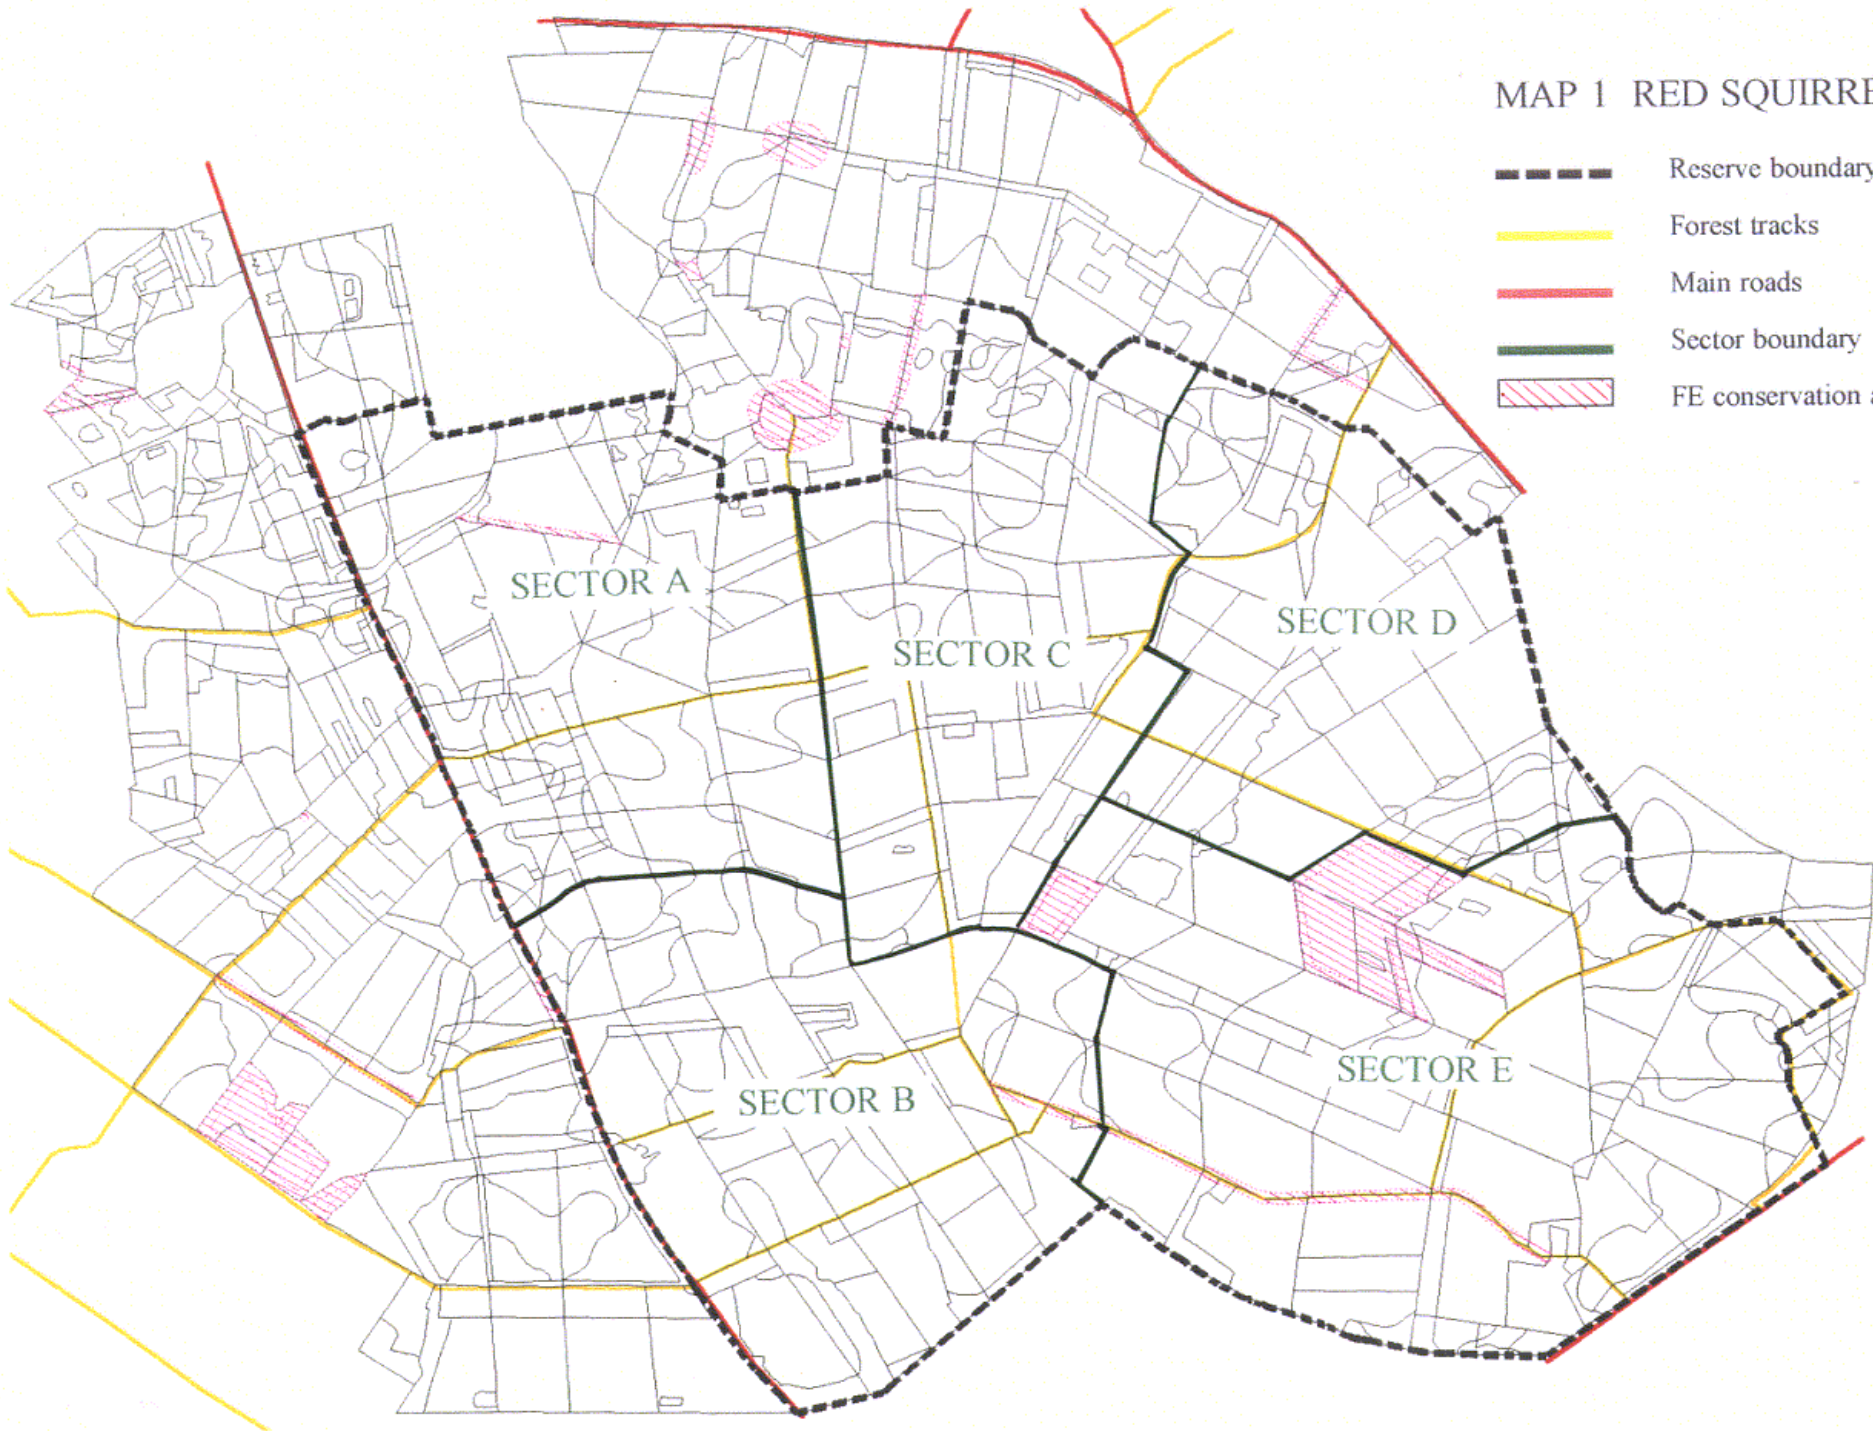 MAP 1 RED SQUIRRE
Reserve boundary
Forest tracks
Main roads
Sector boundary
FE conservation a
SECTOR A
SECTOR C
SECTOR D
SECTOR B
SECTOR E